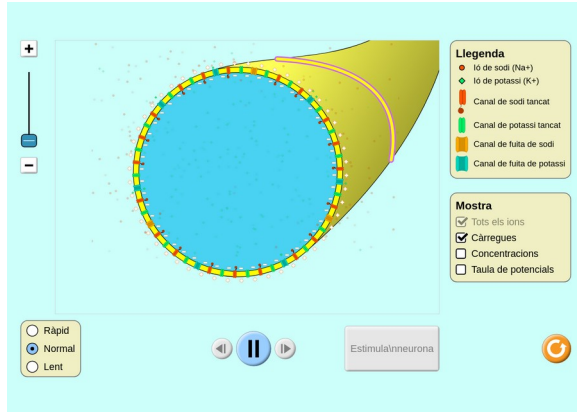 Llegenda
Ió de sodi (Na+)
Ió de potassi (K+)
Canal de sodi tancat
Canal de potassi tancat
Canal de fuita de sodi
Canal de fuita de potassi
Mostra
Tots els ions
Càrregues
Concentracions
Taula de potencials
Ràpid
Normal
Lent
Estimula\nneurona